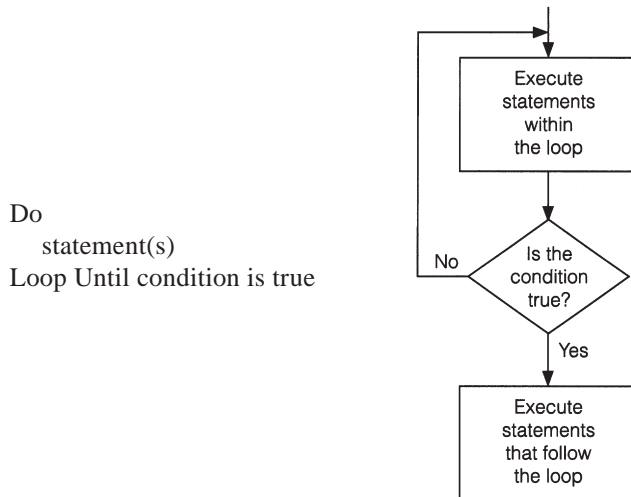 Do
statement(s)
Loop Until condition is true
Execute
statements
within
the loop
Is the
condition
true?
No
Yes
Execute
statements
that follow
the loop